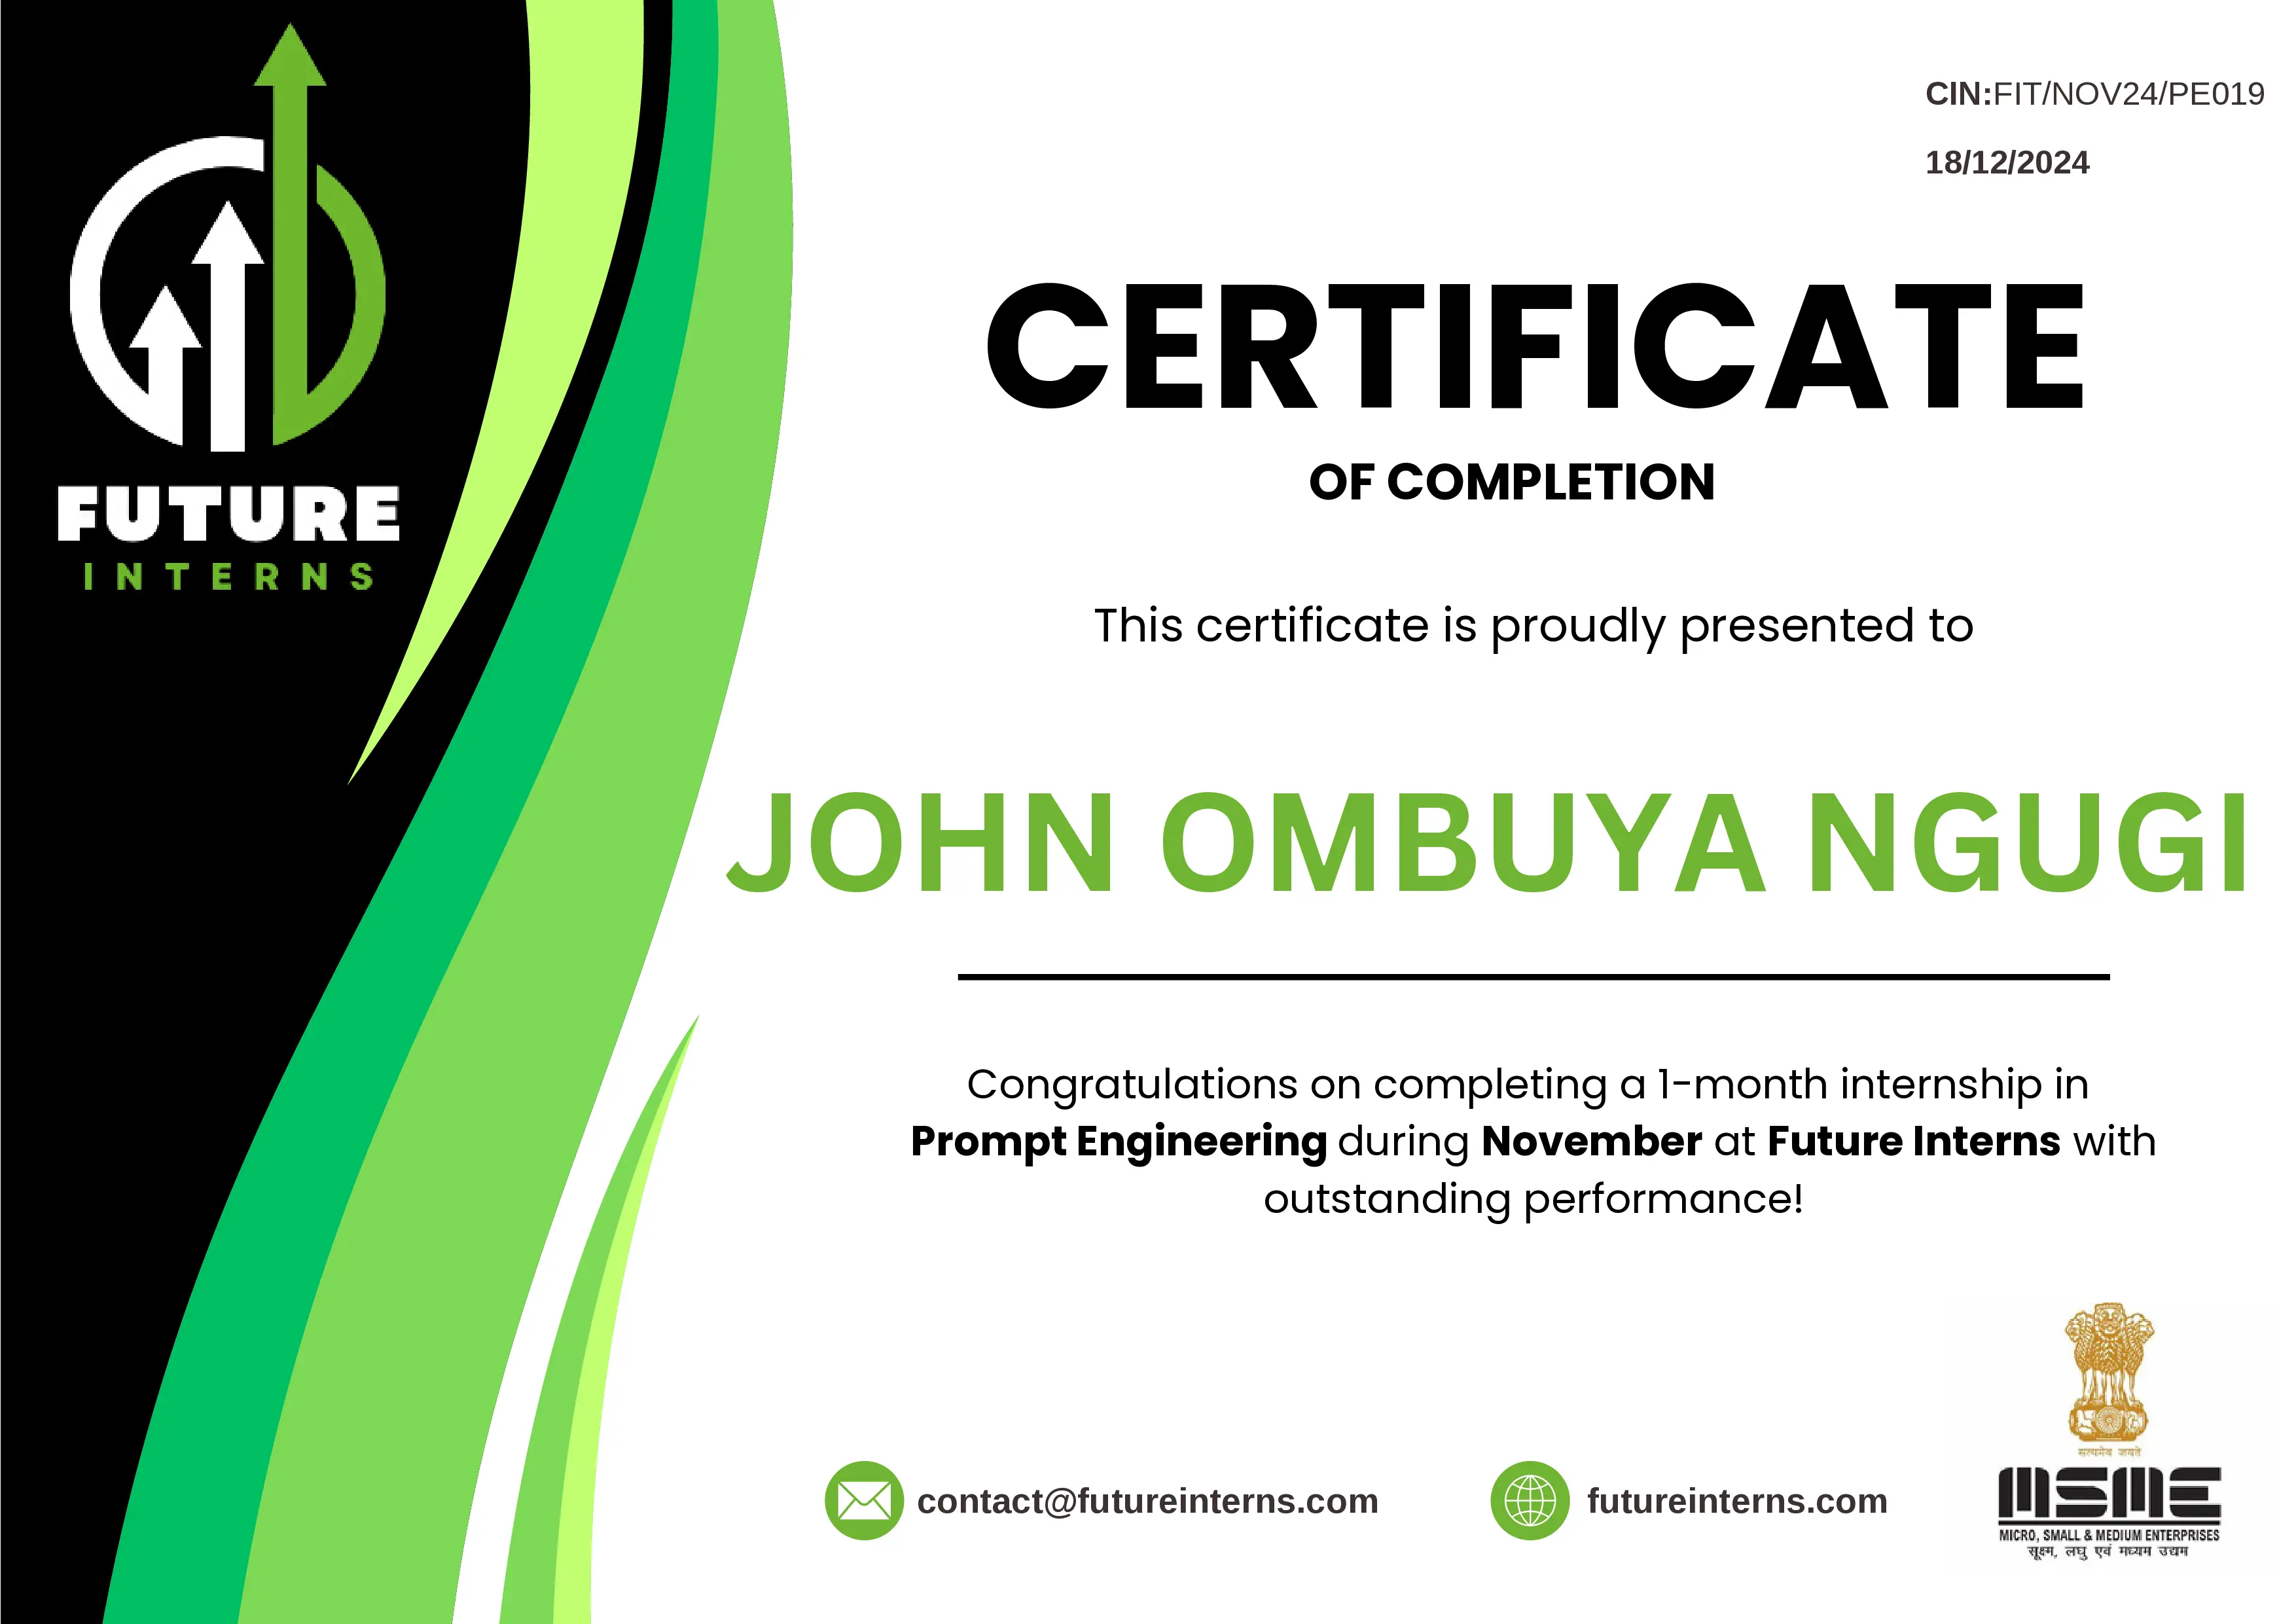 FUTURE
INTERNS
CIN:FIT/NOV24/PE019
18/12/2024
CERTIFICATE
OF COMPLETION
This certificate is proudly presented to
JOHN OMBUYA NGUGI
Congratulations on completing a 1-month internship in
Prompt Engineering during November at Future Interns with
outstanding performance!
contact@futureinterns.com
futureinterns.com
सत्यमेव जयते
MSME
MICRO, SMALL & MEDIUM ENTERPRISES
सूक्ष्म, लघु एवं मध्यम उद्यम